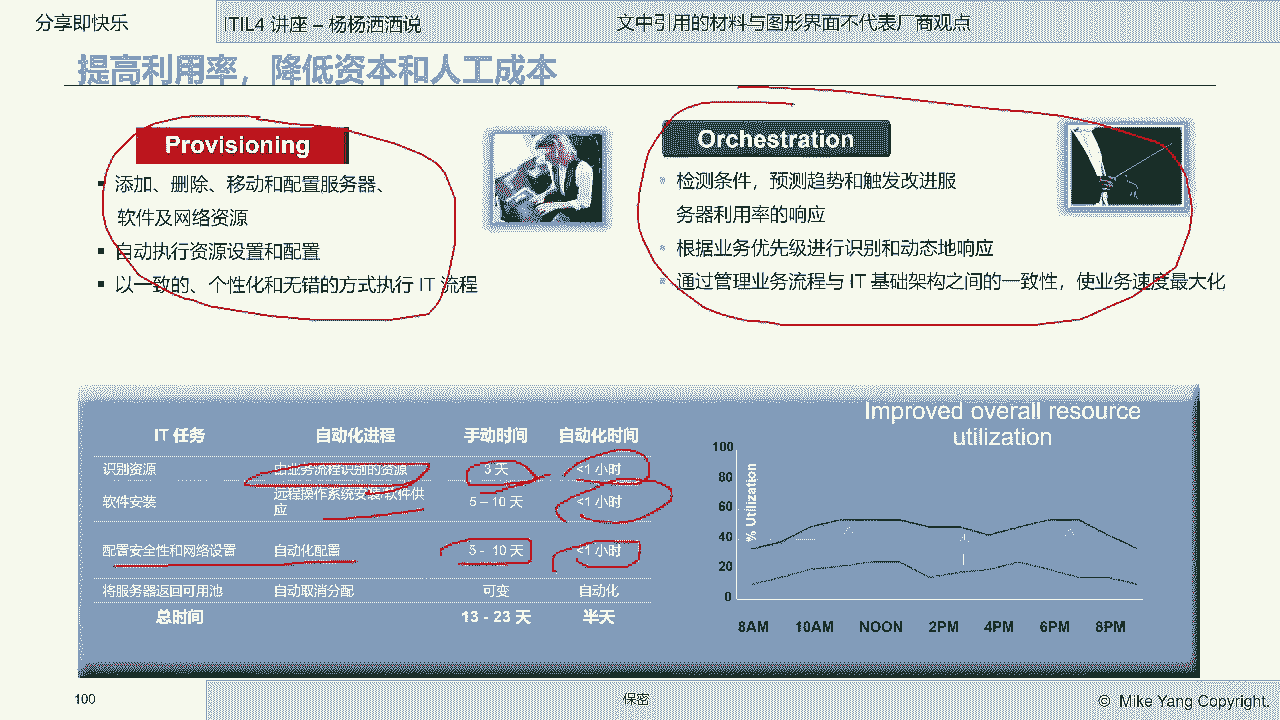 分享即快乐
ITIL4 讲座 – 杨杨洒洒说
文中引用的材料与图形界面不代表厂商观点
提高利用率，降低资本和人工成本
Provisioning
添加、删除、移动和配置服务器、
软件及网络资源
自动执行资源设置和配置
以一致的、个性化和无错的方式执行 IT 流程
Orchestration
检测条件，预测趋势和触发改进服
务器利用率的响应
根据业务优先级进行识别和动态地响应
通过管理业务流程与 IT 基础架构之间的一致性，使业务速度最大化
IT 任务 自动化进程 手动时间 自动化时间
识别资源 由业务流程识别的资源 3 天 <1 小时
软件安装 远程操作系统安装/软件供
应 5 – 10 天 <1 小时
配置安全性和网络设置 自动化配置 5 - 10 天 <1 小时
将服务器返回可用池 自动取消分配 可变 自动化
总时间 13 - 23 天 半天
Improved overall resource
utilization
% Utilization
100
80
60
40
20
0
8AM 10AM NOON 2PM 4PM 6PM 8PM
100
保密
© Mike Yang Copyright.